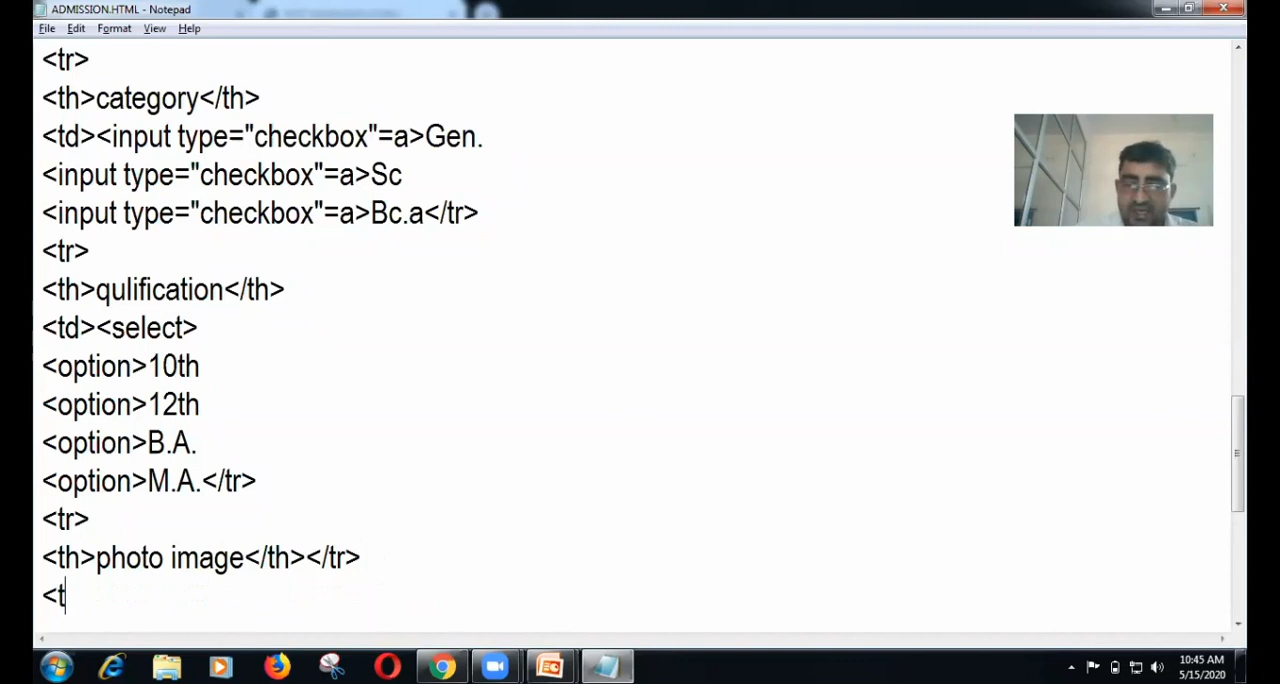 ADMISSION.HTML - Notepad
File Edit Format View Help
<tr>
<th>category</th>
<td><input type="checkbox"=a>Gen.
<input type="checkbox"=a>Sc
<input type="checkbox"=a>Bc.a</tr>
<tr>
<th>qulification</th>
<td><select>
<option>10th
<option>12th
<option>B.A.
<option>M.A.</tr>
<tr>
<th>photo image</th></tr>
<t
10:45 AM
5/15/2020